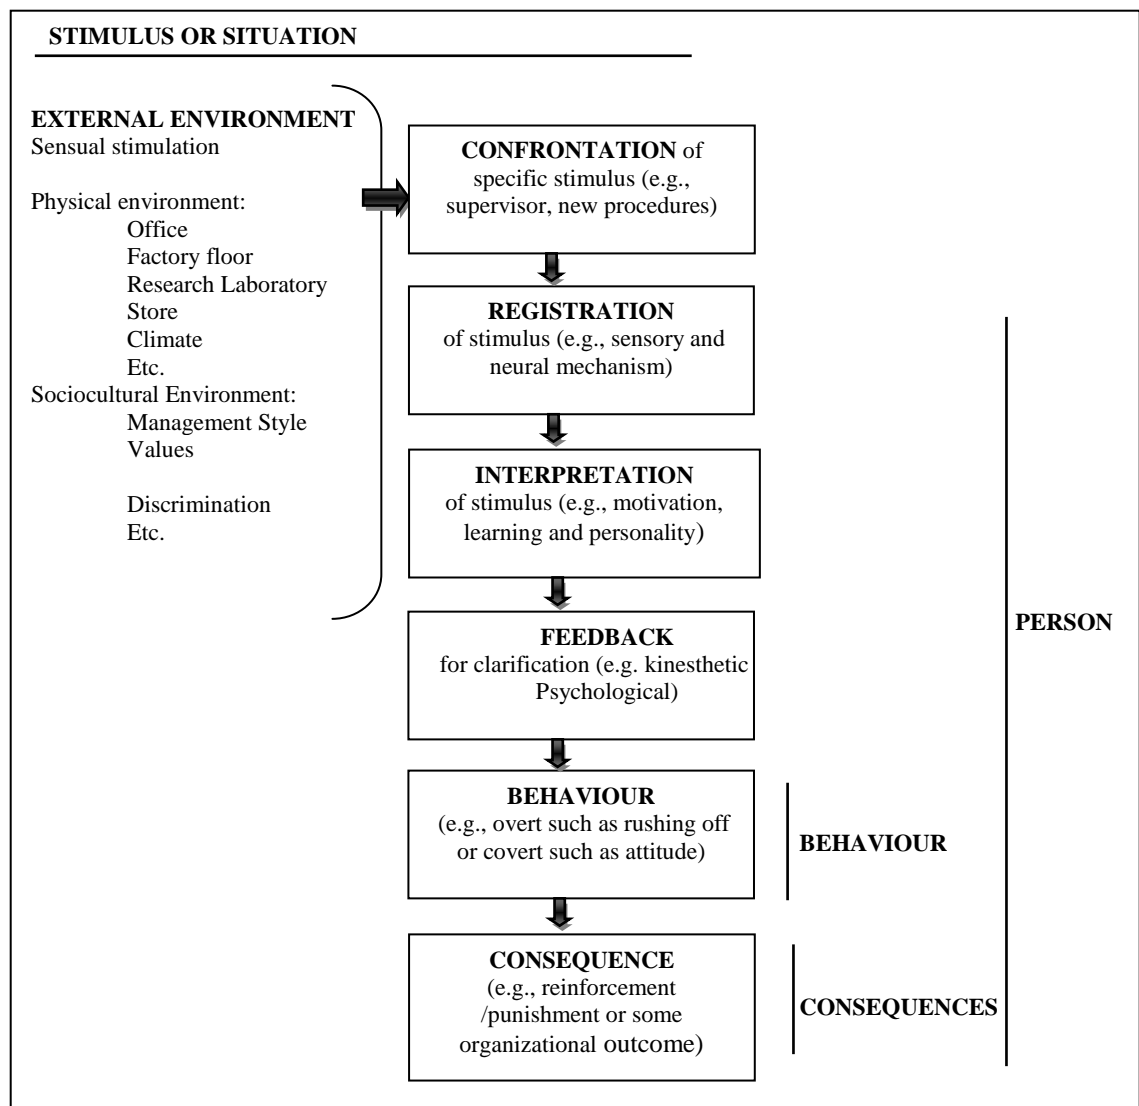 STIMULUS OR SITUATION
EXTERNAL ENVIRONMENT
Sensual stimulation
Physical environment:
Office
Factory floor
Research Laboratory
Store
Climate
Etc.
Sociocultural Environment:
Management Style
Values
Discrimination
Etc.
CONFRONTATION of
specific stimulus (e.g.,
supervisor, new procedures)
REGISTRATION
of stimulus (e.g., sensory and
neural mechanism)
INTERPRETATION
of stimulus (e.g., motivation,
learning and personality)
FEEDBACK
for clarification (e.g. kinesthetic
Psychological)
BEHAVIOUR
(e.g., overt such as rushing off
or covert such as attitude)
CONSEQUENCE
(e.g., reinforcement
/punishment or some
organizational outcome)
PERSON
BEHAVIOUR
CONSEQUENCES